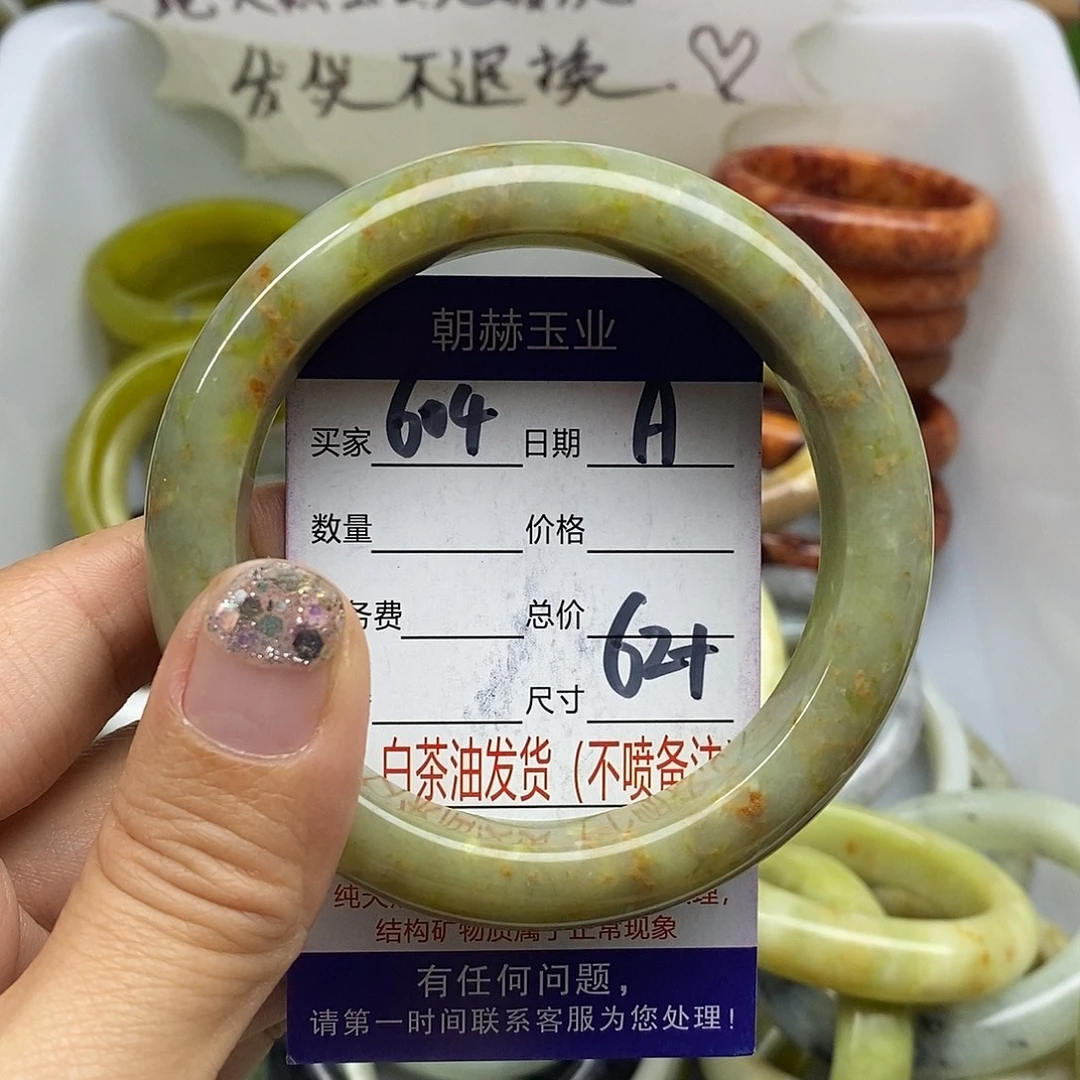 发货不退换
朝赫玉业
买家 604 日期 A
数量 价格
务费 总价
尺寸 62+
白茶油发货（不喷备注
结构矿物质属于正常现象
有任何问题，
请第一时间联系客服为您处理！